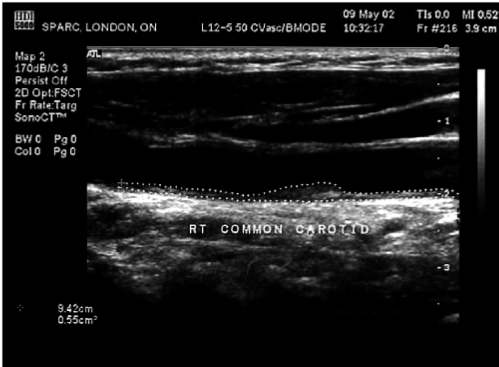 HDI
5000
SPARC, LONDON, ON
L12-5 50 CVasc/BMODE
09 May 02
10:32:17
TIs 0.0 MI 0.52
Fr #216 3.9 cm
Map 2
170dB/C 3
Persist Off
2D Opt:FSCT
Fr Rate:Targ
SonoCT™
BW 0 Pg 0
Col 0 Pg 0
ATL
0
1
2
3
RT COMMON CAROTID
9.42cm
0.55cm²